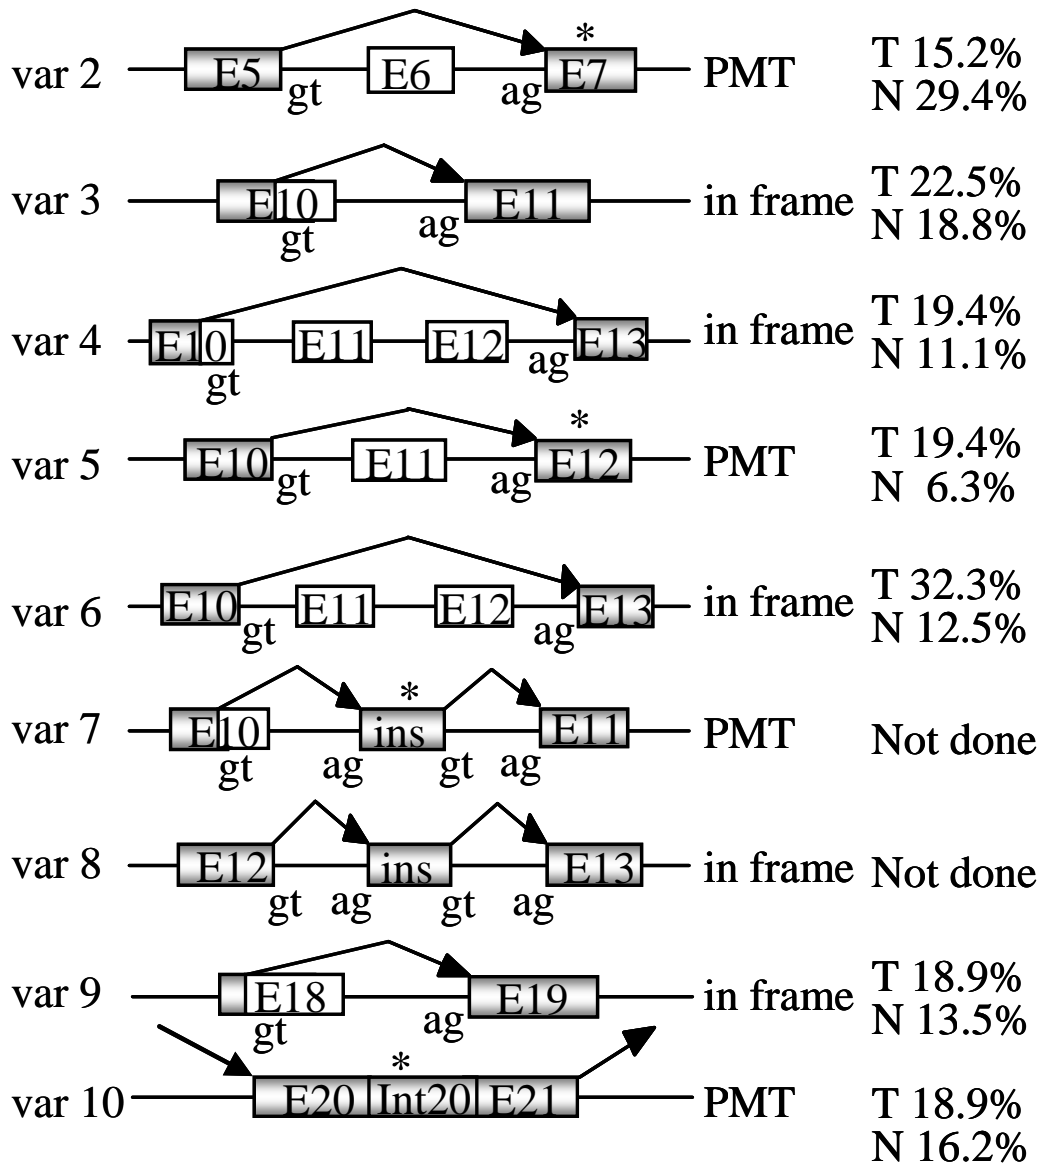 *
var 2 E5 E6 E7 PMT T 15.2%
gt ag N 29.4%
var 3 E10 E11 in frame T 22.5%
gt ag N 18.8%
var 4 E10 E11 E12 E13 in frame T 19.4%
gt ag N 11.1%
*
var 5 E10 E11 E12 PMT T 19.4%
gt ag N 6.3%
var 6 E10 E11 E12 E13 in frame T 32.3%
gt ag N 12.5%
*
var 7 E10 ins E11 PMT Not done
gt ag gt ag
var 8 E12 ins E13 in frame Not done
gt ag gt ag
var 9 E18 E19 in frame T 18.9%
gt ag N 13.5%
*
var 10 E20 Int20 E21 PMT T 18.9%
N 16.2%